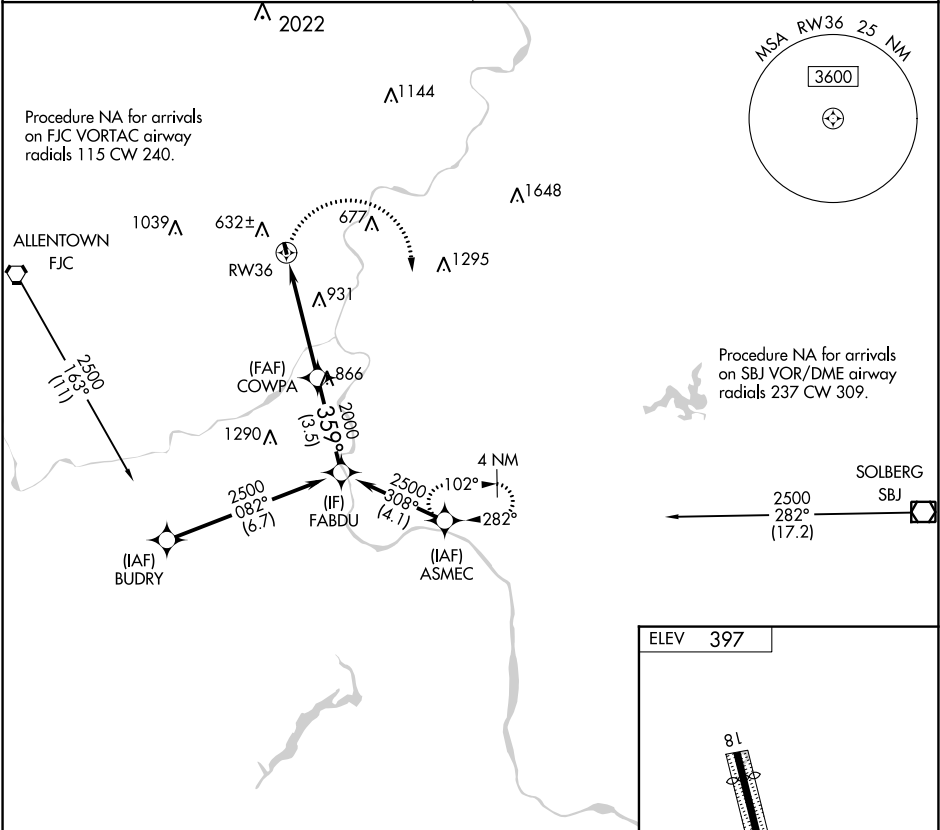 2022
MSA RW36 25 NM
3600
1144
Procedure NA for arrivals
on FJC VORTAC airway
radials 115 CW 240.
1648
1039
632±
677
ALLENTOWN
FJC
RW36
1295
931
2500
163°
(11)
(FAF)
COWPA
866
Procedure NA for arrivals
on SBJ VOR/DME airway
radials 237 CW 309.
2000
359°
(3.5)
1290
4 NM
102°
282°
2500
308°
(4.1)
SOLBERG
SBJ
2500
282°
(17.2)
2500
082°
(6.7)
(IF)
FABDU
(IAF)
ASMEC
(IAF)
BUDRY
ELEV 397
18